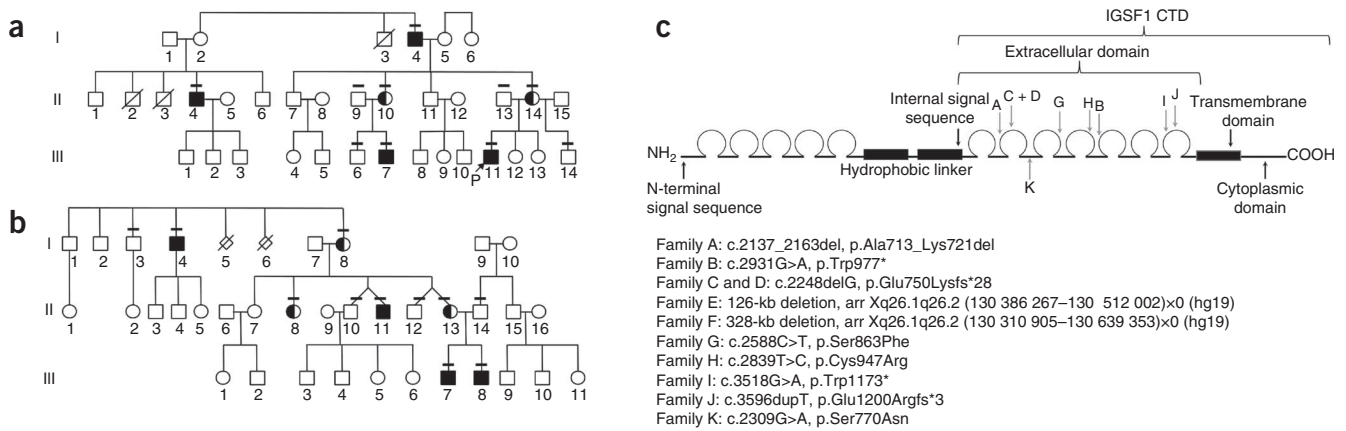 a
I
1 2 3 4 5 6
II
1 2 3 4 5 6 7 8 9 10 11 12 13 14 15
III
1 2 3 4 5 6 7 8 9 10 11 12 13 14
P
b
I
1 2 3 4 5 6 7 8 9 10
II
1 2 3 4 5 6 7 8 9 10 11 12 13 14 15 16
III
1 2 3 4 5 6 7 8 9 10 11
c
IGSF1 CTD
Extracellular domain
Internal signal
sequence
A C + D G H B I J
Transmembrane
domain
NH2
COOH
Hydrophobic linker
K
N-terminal
signal sequence
Cytoplasmic
domain
Family A: c.2137_2163del, p.Ala713_Lys721del
Family B: c.2931G>A, p.Trp977*
Family C and D: c.2248delG, p.Glu750Lysfs*28
Family E: 126-kb deletion, arr Xq26.1q26.2 (130 386 267–130 512 002)×0 (hg19)
Family F: 328-kb deletion, arr Xq26.1q26.2 (130 310 905–130 639 353)×0 (hg19)
Family G: c.2588C>T, p.Ser863Phe
Family H: c.2839T>C, p.Cys947Arg
Family I: c.3518G>A, p.Trp1173*
Family J: c.3596dupT, p.Glu1200Argfs*3
Family K: c.2309G>A, p.Ser770Asn